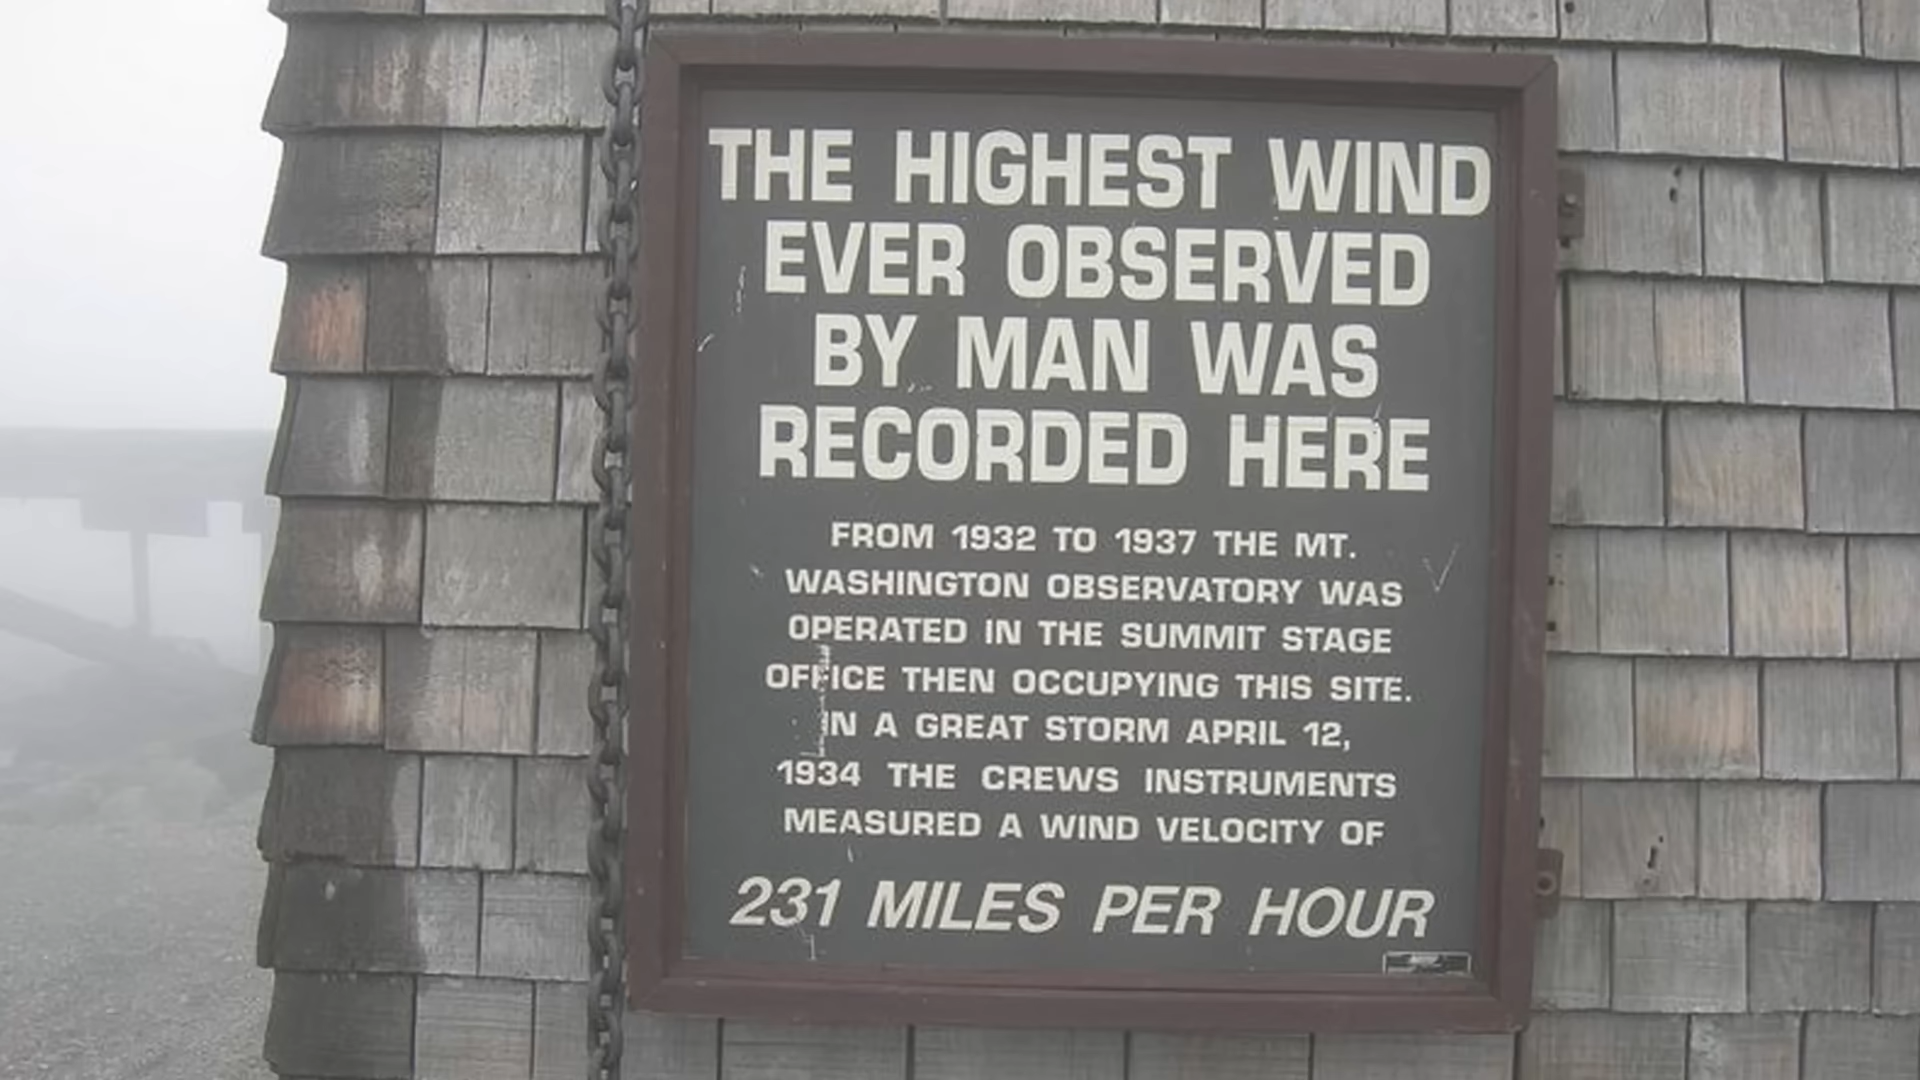 THE HIGHEST WIND
EVER OBSERVED
BY MAN WAS
RECORDED HERE
FROM 1932 TO 1937 THE MT.
WASHINGTON OBSERVATORY WAS
OPERATED IN THE SUMMIT STAGE
OFFICE THEN OCCUPYING THIS SITE.
IN A GREAT STORM APRIL 12,
1934 THE CREWS INSTRUMENTS
MEASURED A WIND VELOCITY OF
231 MILES PER HOUR